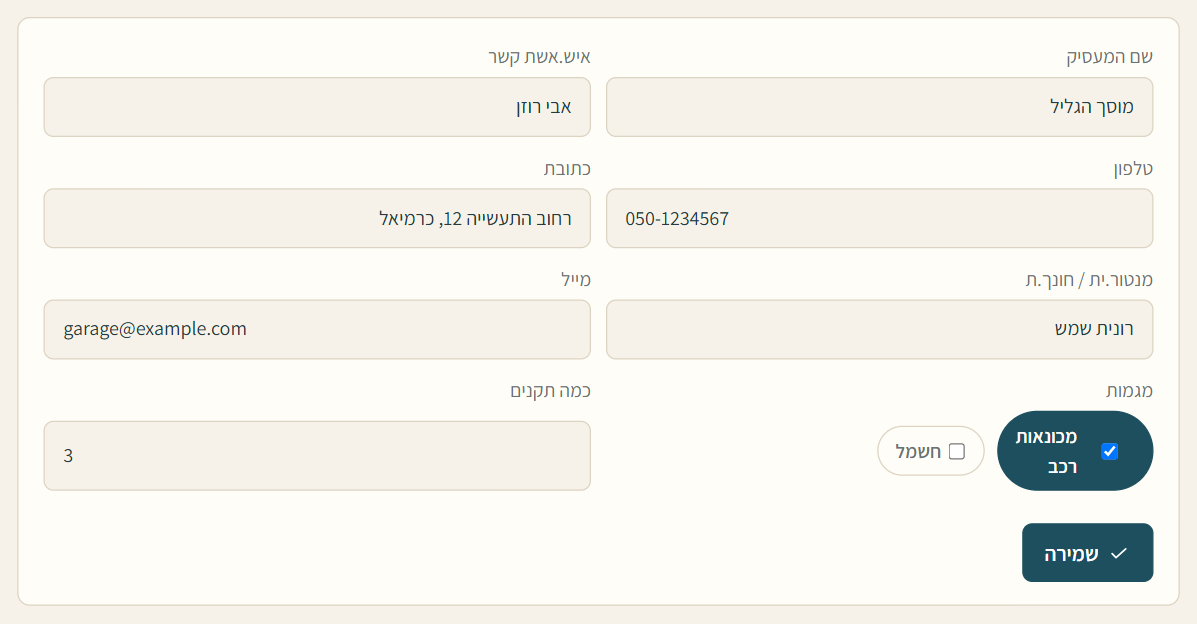 שם המעסיק
איש.אשת קשר
מוסך הגליל
אבי רוזן
טלפון
כתובת
050-1234567
רחוב התעשייה 12, כרמיאל
מנטור.ית / חונך.ת
מייל
רונית שמש
garage@example.com
מגמות
כמה תקנים
מכונאות
רכב
חשמל
3
שמירה